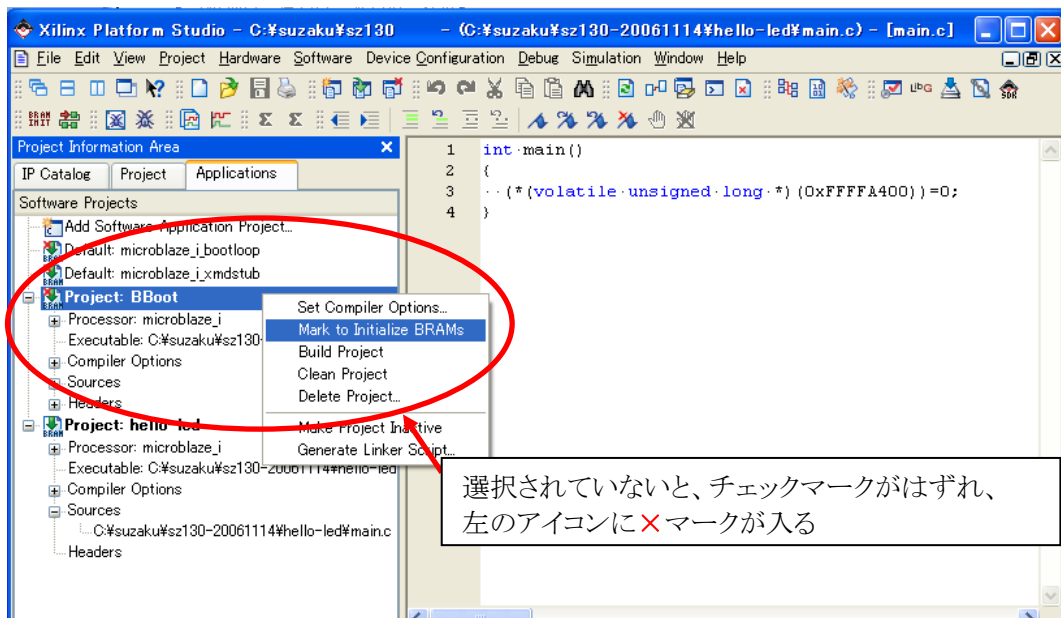 Xilinx Platform Studio - C:¥suzaku¥sz130 - (C:¥suzaku¥sz130-20061114¥hello-led¥main.c) - [main.c]
File Edit View Project Hardware Software Device Configuration Debug Simulation Window Help
Project Information Area
IP Catalog Project Applications
Software Projects
Add Software Application Project...
Default: microblaze_i_bootloop
Default: microblaze_i_xmdstub
Project: BBoot
Processor: microblaze_i
Executable: C:¥suzaku¥sz130-
Compiler Options
Sources
Headers
Project: hello-led
Processor: microblaze_i
Executable: C:¥suzaku¥sz130-20061114¥hello-led
Compiler Options
Sources
C:¥suzaku¥sz130-20061114¥hello-led¥main.c
Headers
Set Compiler Options...
Mark to Initialize BRAMs
Build Project
Clean Project
Delete Project...
Make Project Inactive
Generate Linker Script...
1 int·main()
2 {
3 ··(*(volatile·unsigned·long·*)(0xFFFFA400))=0;
4 }
選択されていないと、チェックマークがはずれ、
左のアイコンに×マークが入る